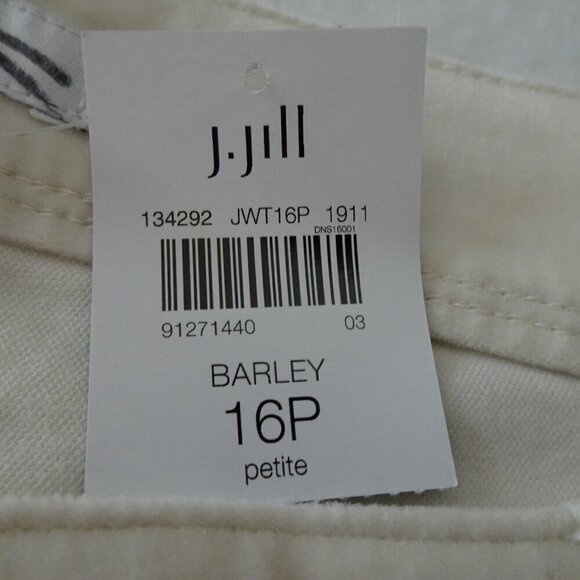 J.Jill
134292 JWT16P 1911
DNS16001
91271440 03
BARLEY
16P
petite